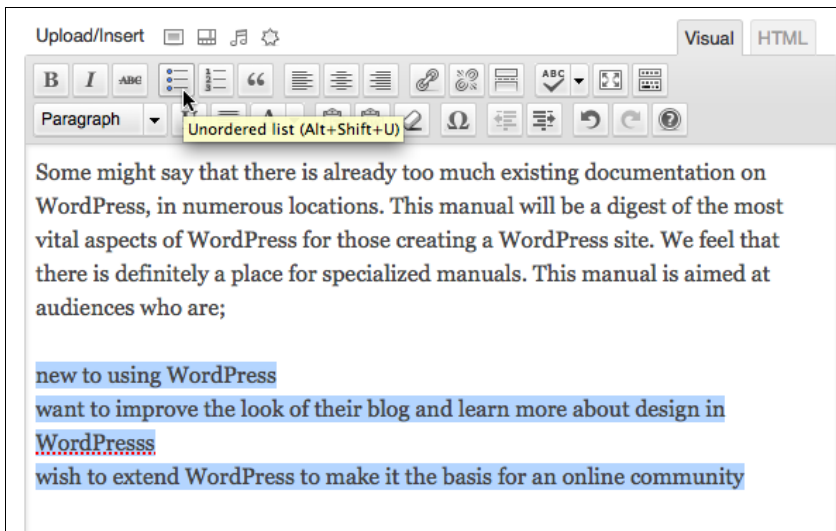 Upload/Insert
Visual HTML
B I ABC 1 2 3 “ ABC
Paragraph Ω ?
Unordered list (Alt+Shift+U)
Some might say that there is already too much existing documentation on
WordPress, in numerous locations. This manual will be a digest of the most
vital aspects of WordPress for those creating a WordPress site. We feel that
there is definitely a place for specialized manuals. This manual is aimed at
audiences who are;
new to using WordPress
want to improve the look of their blog and learn more about design in
WordPresss
wish to extend WordPress to make it the basis for an online community